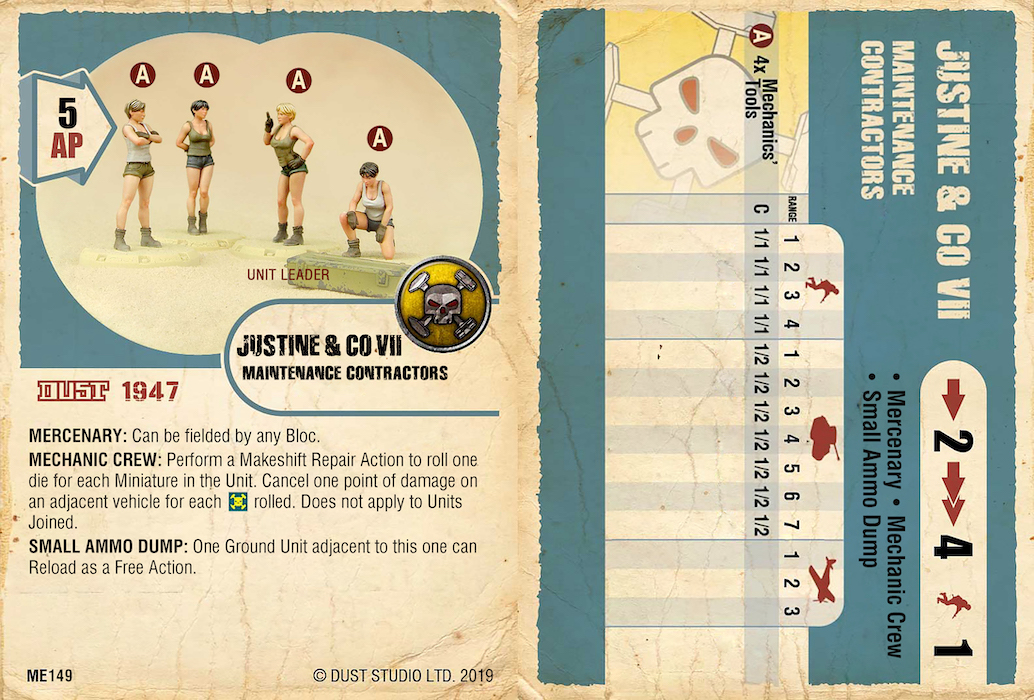 5
AP
A
A
A
A
UNIT LEADER
JUSTINE & CO VII
MAINTENANCE CONTRACTORS
DUST 1947
MERCENARY: Can be fielded by any Bloc.
MECHANIC CREW: Perform a Makeshift Repair Action to roll one
die for each Miniature in the Unit. Cancel one point of damage on
an adjacent vehicle for each rolled. Does not apply to Units
Joined.
SMALL AMMO DUMP: One Ground Unit adjacent to this one can
Reload as a Free Action.
ME149
© DUST STUDIO LTD. 2019
JUSTINE & CO VII
MAINTENANCE
CONTRACTORS
2 4 1
• Mercenary • Mechanic Crew
• Small Ammo Dump
RANGE 1 2 3 4 1 2 3 4 5 6 7 1 2 3
A 4x Mechanics'
Tools
C 1/1 1/1 1/1 1/1 1/2 1/2 1/2 1/2 1/2 1/2 1/2